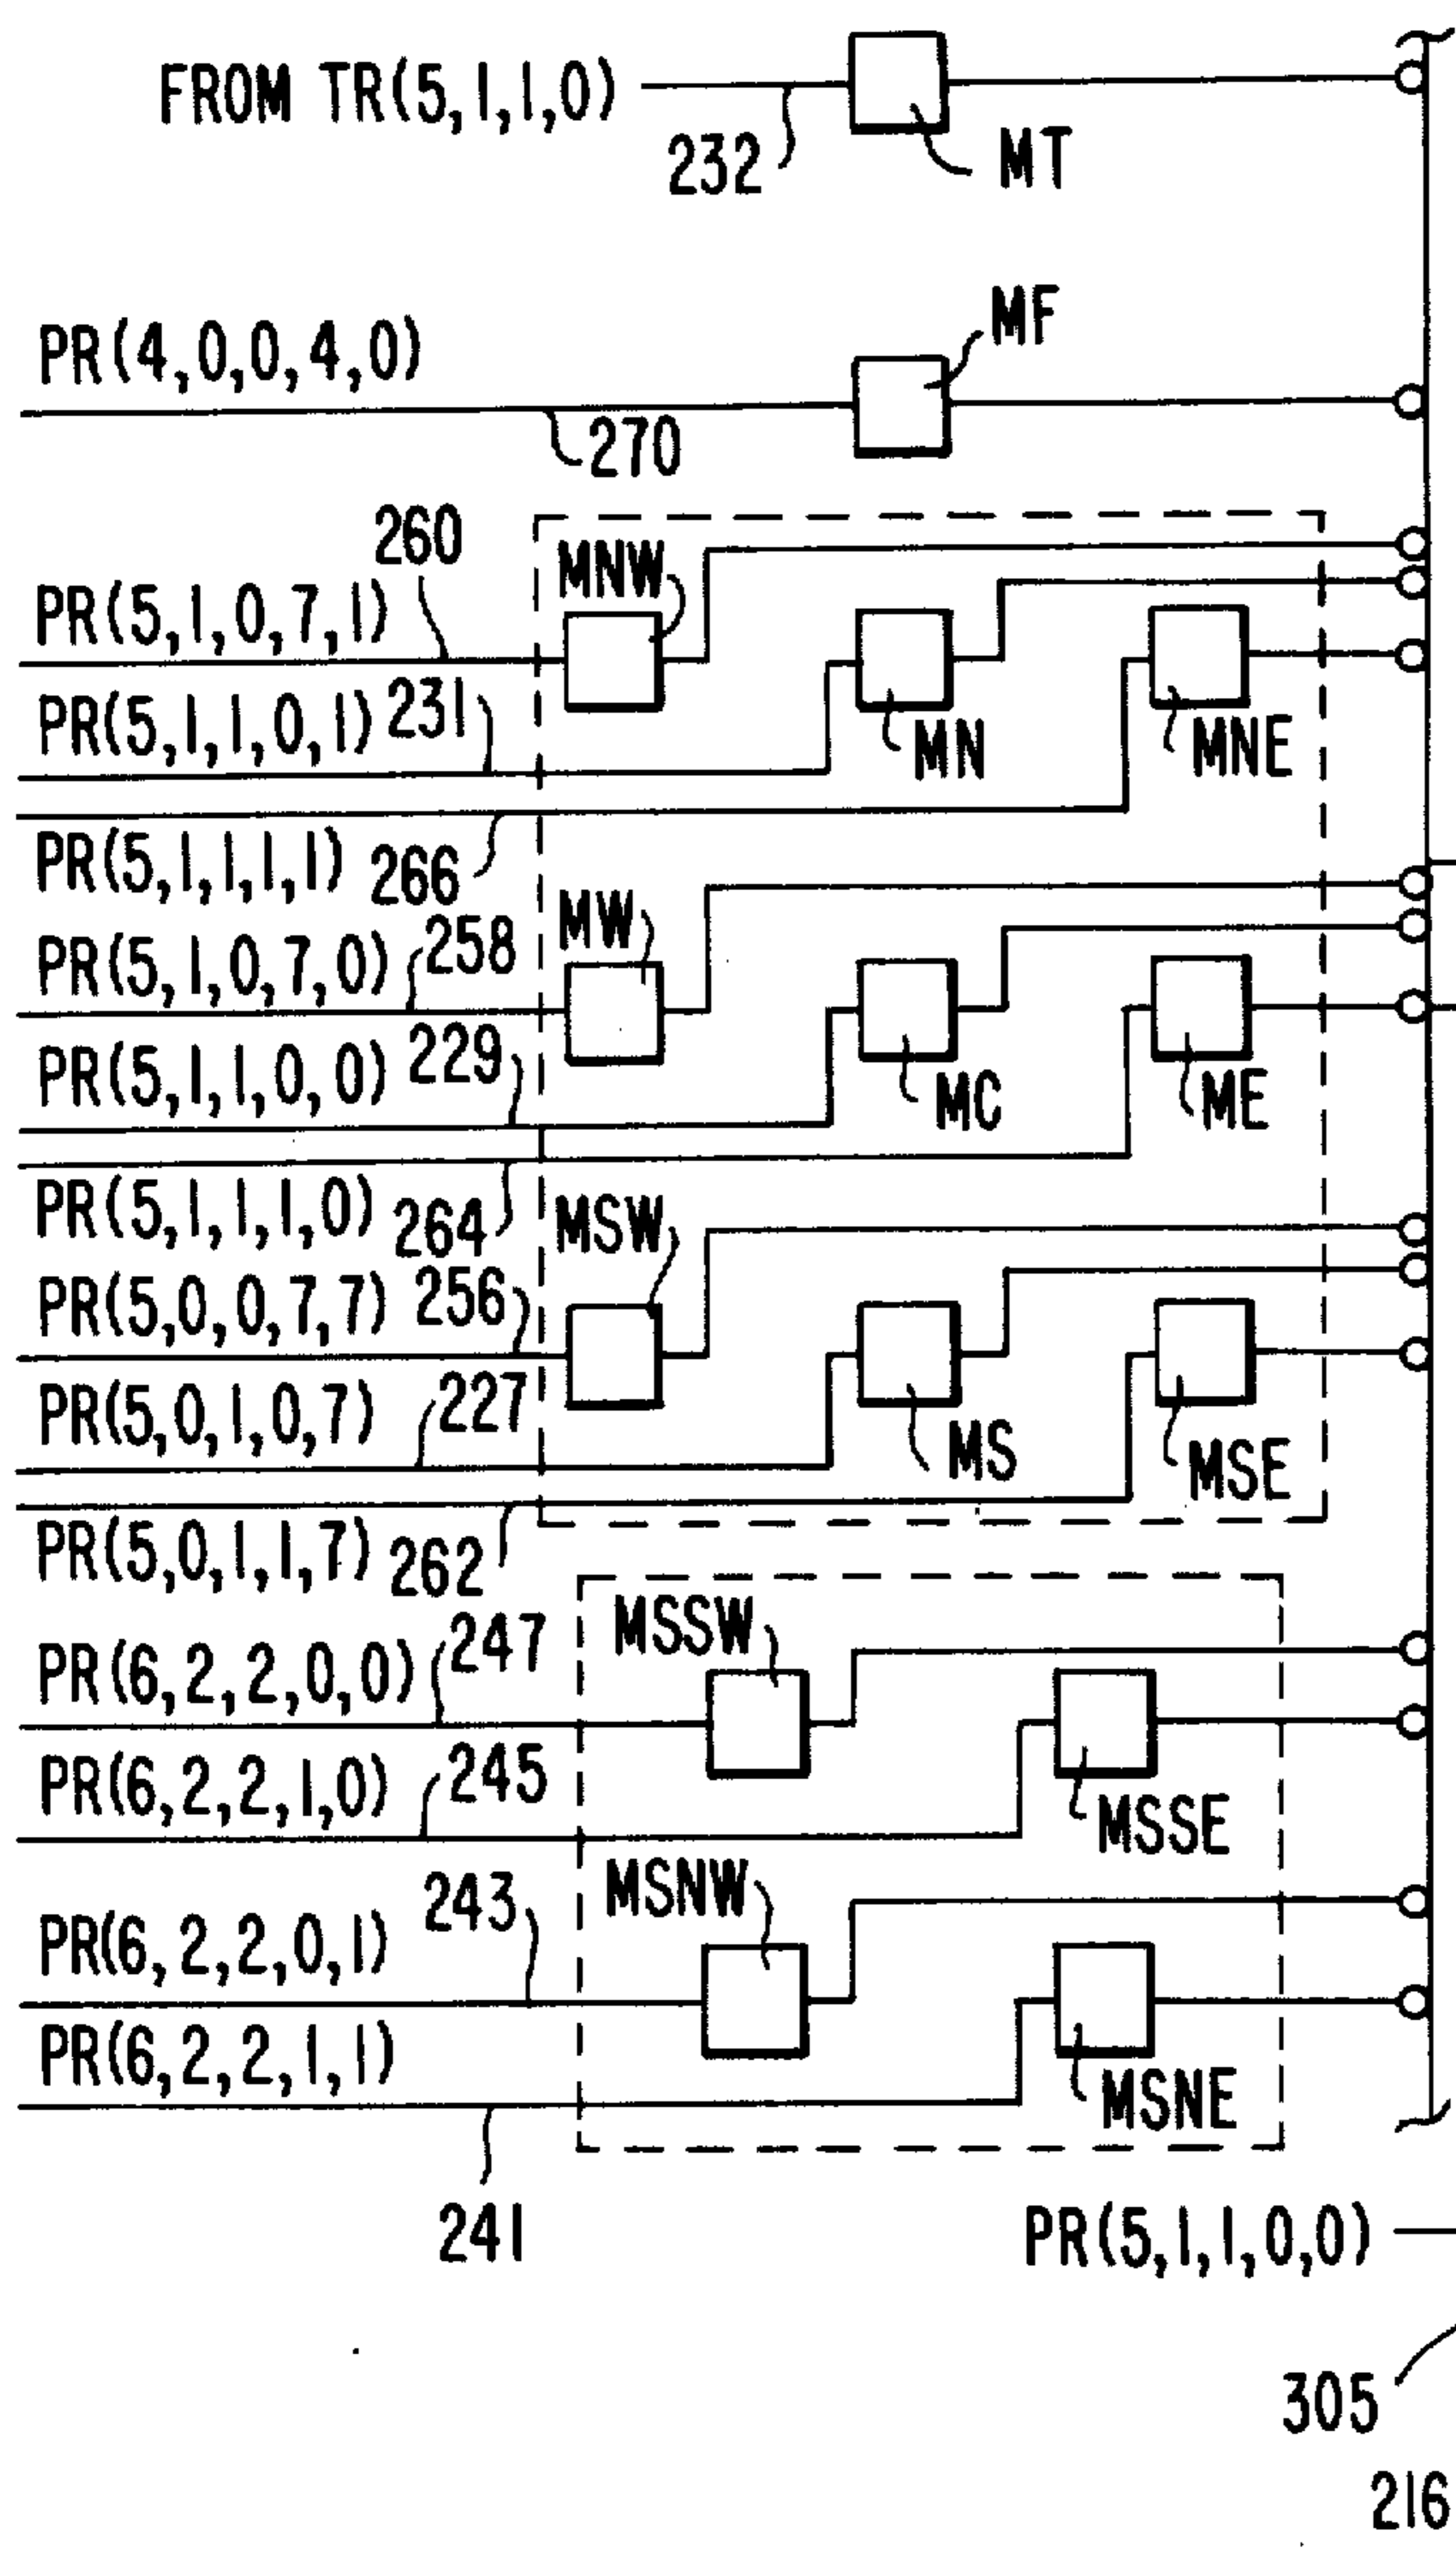 FROM TR(5,1,1,0)
232
MT
MF
PR(4,0,0,4,0)
270
260
MNW
PR(5,1,0,7,1)
PR(5,1,1,0,1) 231
MN
MNE
PR(5,1,1,1,1) 266
MW
PR(5,1,0,7,0) 258
PR(5,1,1,0,0) 229
MC
ME
PR(5,1,1,1,0) 264
MSW
PR(5,0,0,7,7) 256
PR(5,0,1,0,7) 227
MS
MSE
PR(5,0,1,1,7) 262
MSSW
PR(6,2,2,0,0) 247
PR(6,2,2,1,0) 245
MSSE
MSNW
243
PR(6,2,2,0,1)
PR(6,2,2,1,1)
MSNE
241
PR(5,1,1,0,0)
305
216